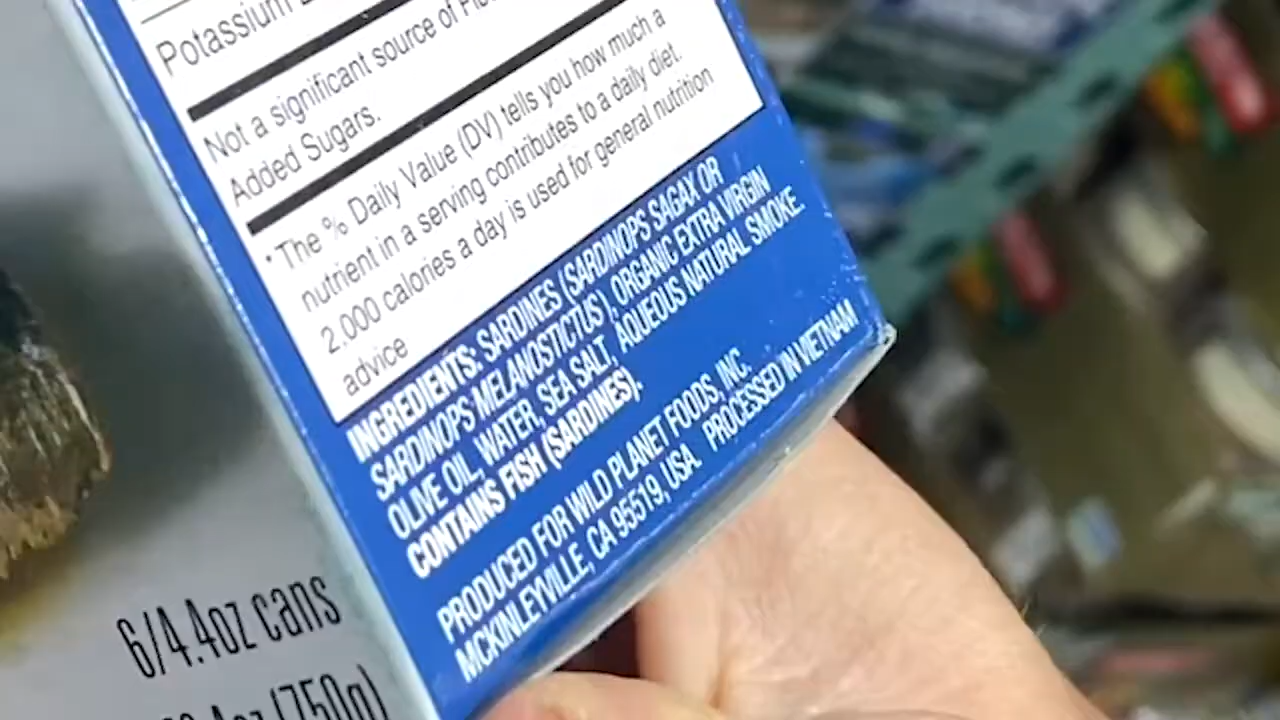 Potassium
Not a significant source of
Added Sugars.
* The % Daily Value (DV) tells you how much a
nutrient in a serving contributes to a daily diet.
2,000 calories a day is used for general nutrition
advice
INGREDIENTS: SARDINES (SARDINOPS SAGAX OR
SARDINOPS MELANOSTICTUS), ORGANIC EXTRA VIRGIN
OLIVE OIL, WATER, SEA SALT, AQUEOUS NATURAL SMOKE.
CONTAINS FISH (SARDINES).
PRODUCED FOR WILD PLANET FOODS, INC.
MCKINLEYVILLE, CA 95519, USA. PROCESSED IN VIETNAM
6/4.4oz cans
(750g)